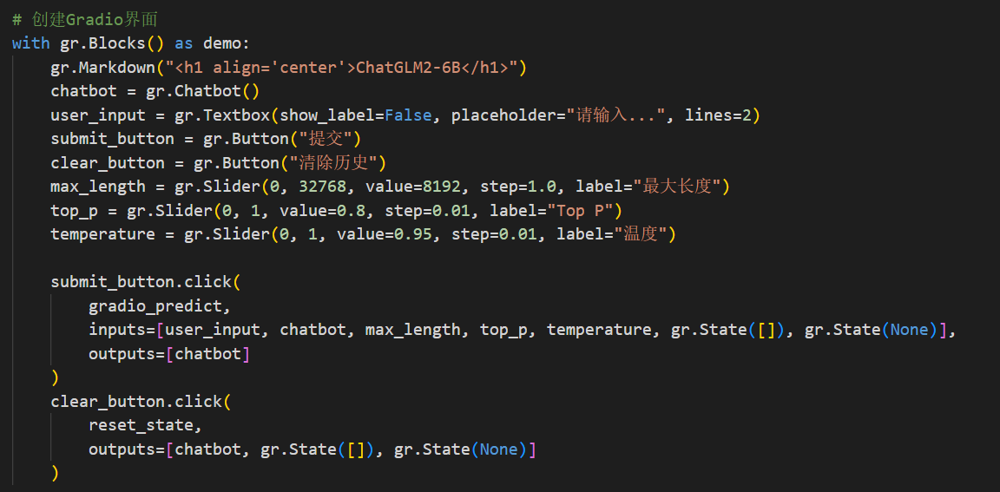 # 创建Gradio界面
with gr.Blocks() as demo:
    gr.Markdown("<h1 align='center'>ChatGLM2-6B</h1>")
    chatbot = gr.Chatbot()
    user_input = gr.Textbox(show_label=False, placeholder="请输入...", lines=2)
    submit_button = gr.Button("提交")
    clear_button = gr.Button("清除历史")
    max_length = gr.Slider(0, 32768, value=8192, step=1.0, label="最大长度")
    top_p = gr.Slider(0, 1, value=0.8, step=0.01, label="Top P")
    temperature = gr.Slider(0, 1, value=0.95, step=0.01, label="温度")

    submit_button.click(
        gradio_predict,
        inputs=[user_input, chatbot, max_length, top_p, temperature, gr.State([]), gr.State(None)],
        outputs=[chatbot]
    )
    clear_button.click(
        reset_state,
        outputs=[chatbot, gr.State([]), gr.State(None)]
    )